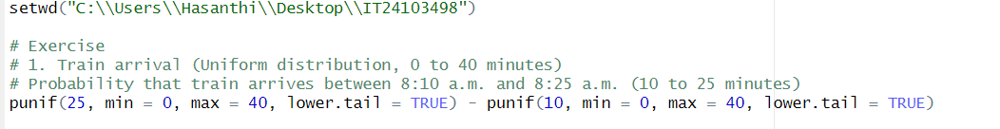 setwd("C:\\Users\\Hasanthi\\Desktop\\IT24103498")
# Exercise
# 1. Train arrival (Uniform distribution, 0 to 40 minutes)
# Probability that train arrives between 8:10 a.m. and 8:25 a.m. (10 to 25 minutes)
punif(25, min = 0, max = 40, lower.tail = TRUE) - punif(10, min = 0, max = 40, lower.tail = TRUE)